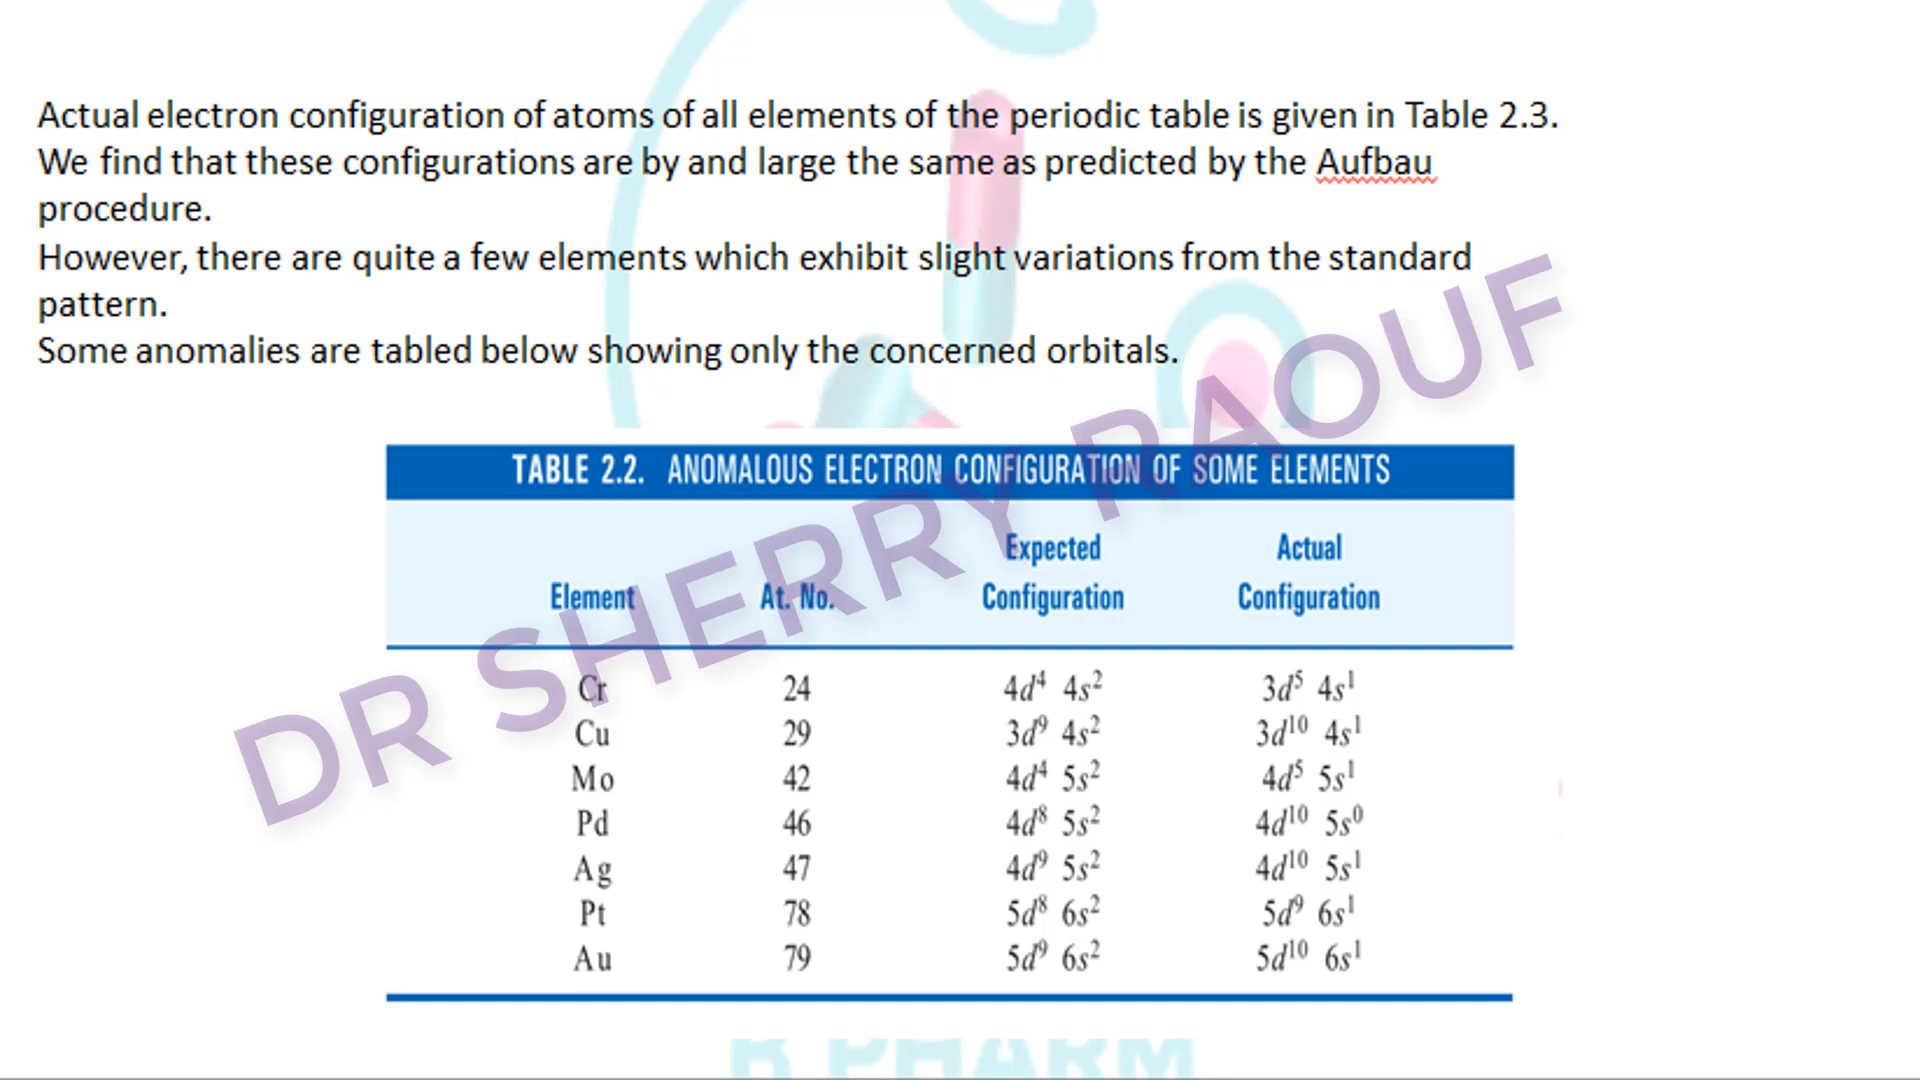 Actual electron configuration of atoms of all elements of the periodic table is given in Table 2.3.
We find that these configurations are by and large the same as predicted by the Aufbau
procedure.
However, there are quite a few elements which exhibit slight variations from the standard
pattern.
Some anomalies are tabled below showing only the concerned orbitals.
TABLE 2.2. ANOMALOUS ELECTRON CONFIGURATION OF SOME ELEMENTS
Expected Actual
Element At. No. Configuration Configuration
Cr 24 4d⁴ 4s² 3d⁵ 4s¹
Cu 29 3d⁹ 4s² 3d¹⁰ 4s¹
Mo 42 4d⁴ 5s² 4d⁵ 5s¹
Pd 46 4d⁸ 5s² 4d¹⁰ 5s⁰
Ag 47 4d⁹ 5s² 4d¹⁰ 5s¹
Pt 78 5d⁸ 6s² 5d⁹ 6s¹
Au 79 5d⁹ 6s² 5d¹⁰ 6s¹
DR SHERRY RAOUF
B PHARM